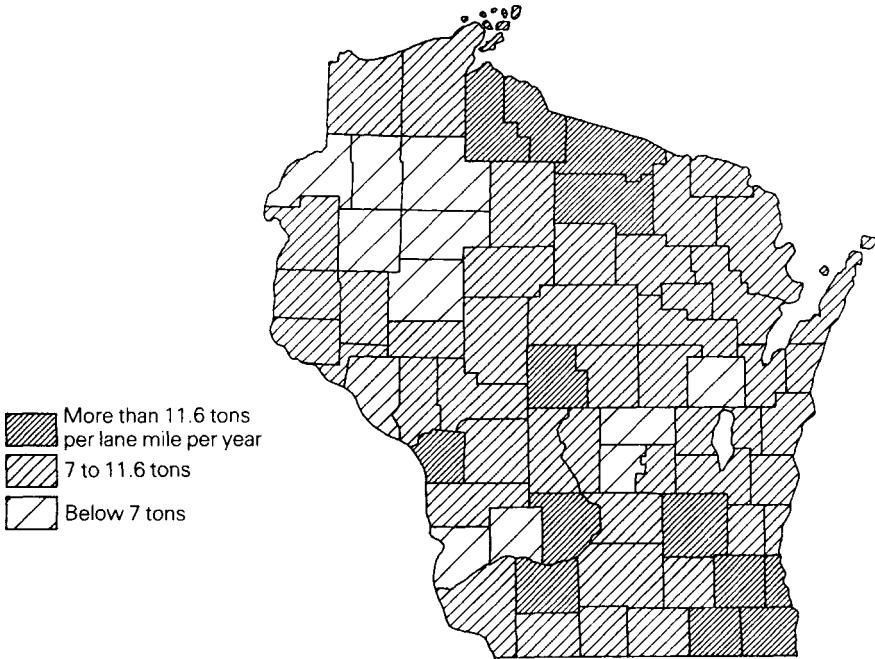 More than 11.6 tons
per lane mile per year
7 to 11.6 tons
Below 7 tons